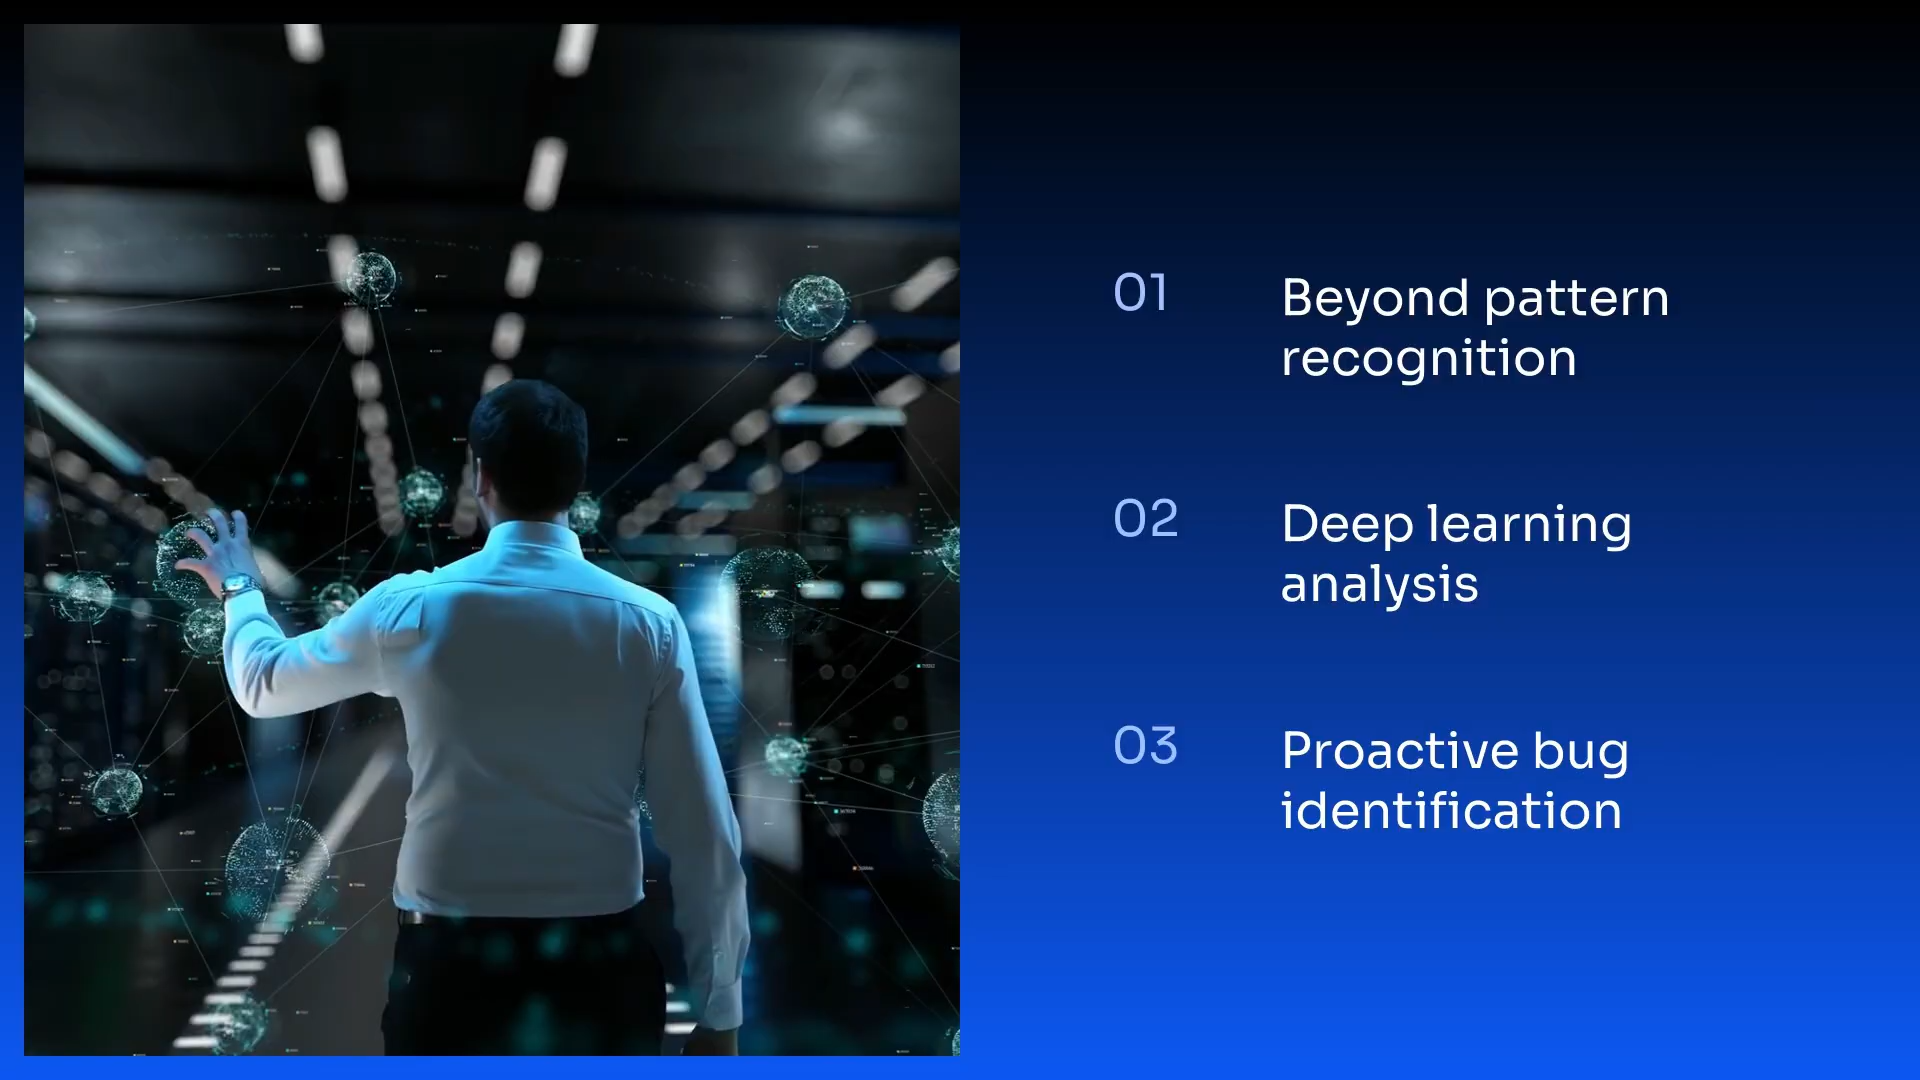 01
Beyond pattern
recognition
02
Deep learning
analysis
03
Proactive bug
identification